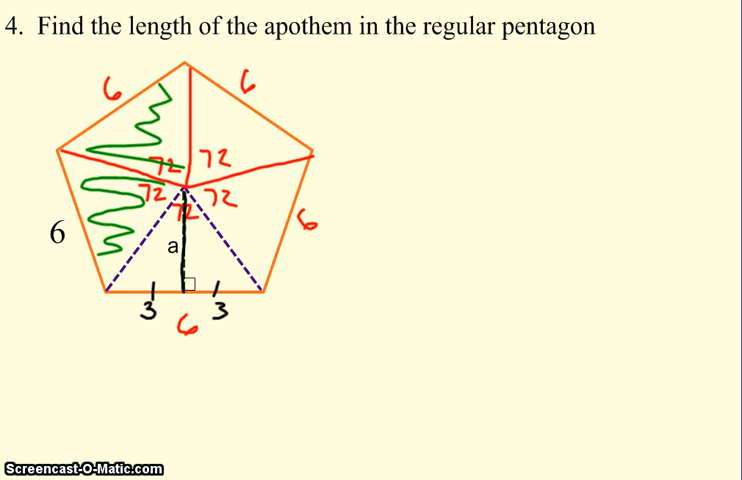 4. Find the length of the apothem in the regular pentagon
6 6
72 72
72 72
72
6 6
a
3 3
6
Screencast-O-Matic.com